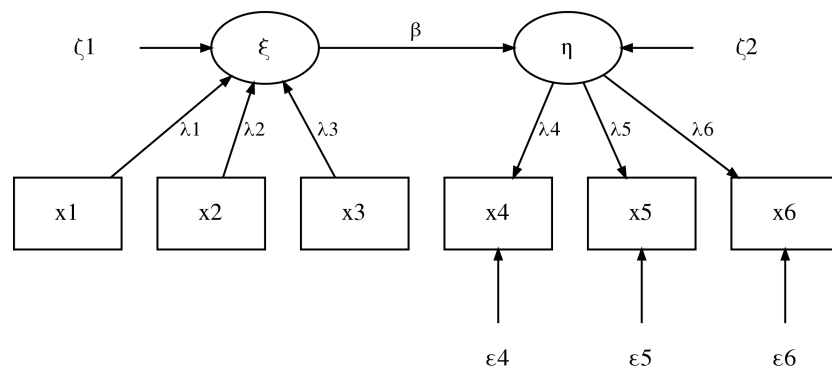 β
ζ1 ξ η ζ2
λ1 λ2 λ3 λ4 λ5 λ6
x1 x2 x3 x4 x5 x6
ε4 ε5 ε6